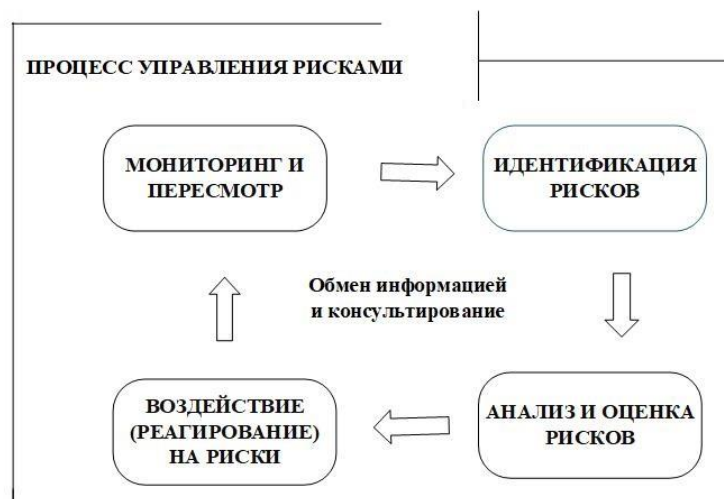 ПРОЦЕСС УПРАВЛЕНИЯ РИСКАМИ
МОНИТОРИНГ И
ПЕРЕСМОТР
ИДЕНТИФИКАЦИЯ
РИСКОВ
Обмен информацией
и консультирование
ВОЗДЕЙСТВИЕ
(РЕАГИРОВАНИЕ)
НА РИСКИ
АНАЛИЗ И ОЦЕНКА
РИСКОВ